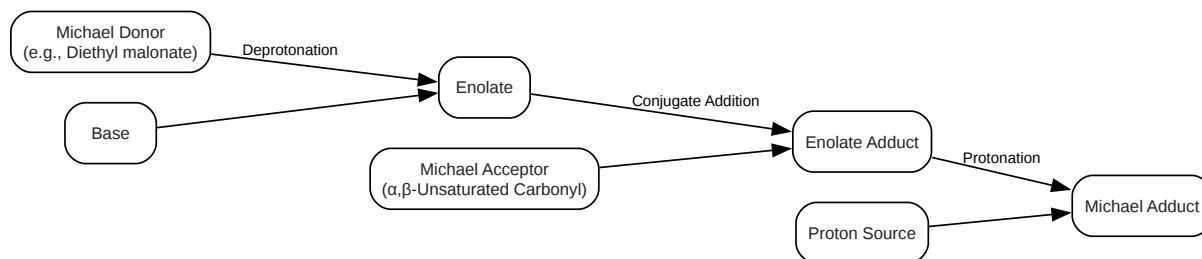 Michael Donor
(e.g., Diethyl malonate)
Deprotonation
Base
Enolate
Conjugate Addition
Michael Acceptor
(α,β-Unsaturated Carbonyl)
Enolate Adduct
Protonation
Proton Source
Michael Adduct